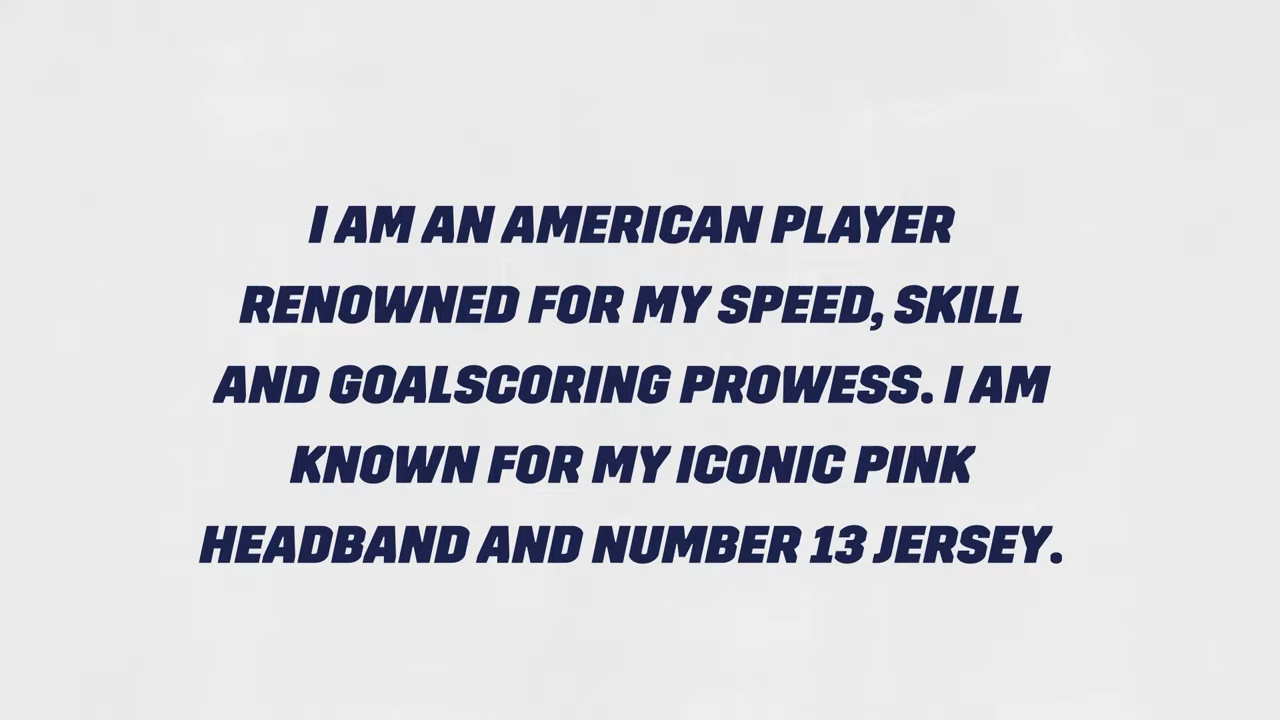 I AM AN AMERICAN PLAYER
RENOWNED FOR MY SPEED, SKILL
AND GOALSCORING PROWESS. I AM
KNOWN FOR MY ICONIC PINK
HEADBAND AND NUMBER 13 JERSEY.